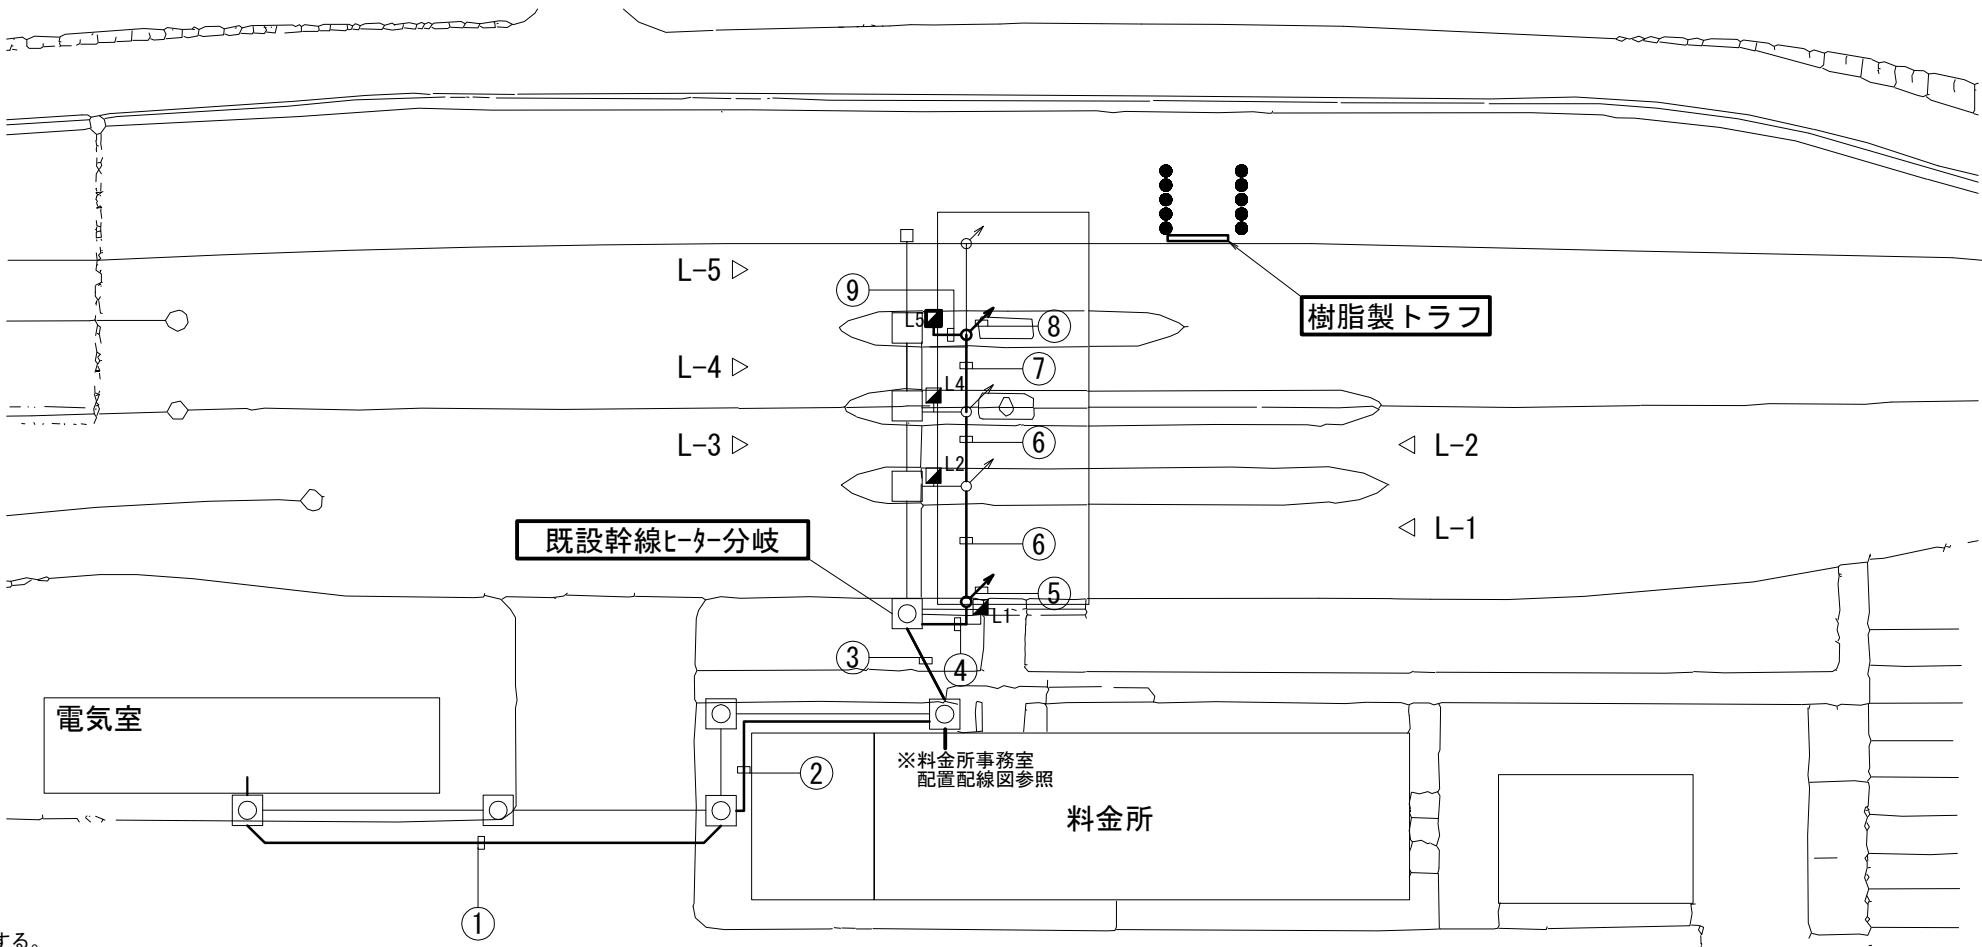 L-5 ▷
⑨
L5
⑧
樹脂製トラフ
L-4 ▷
⑦
L4
L-3 ▷
⑥
◁ L-2
L2
既設幹線ﾋｰﾀｰ分岐
⑥
◁ L-1
⑤
L1
③
④
電気室
②
※料金所事務室
配置配線図参照
料金所
①
する。